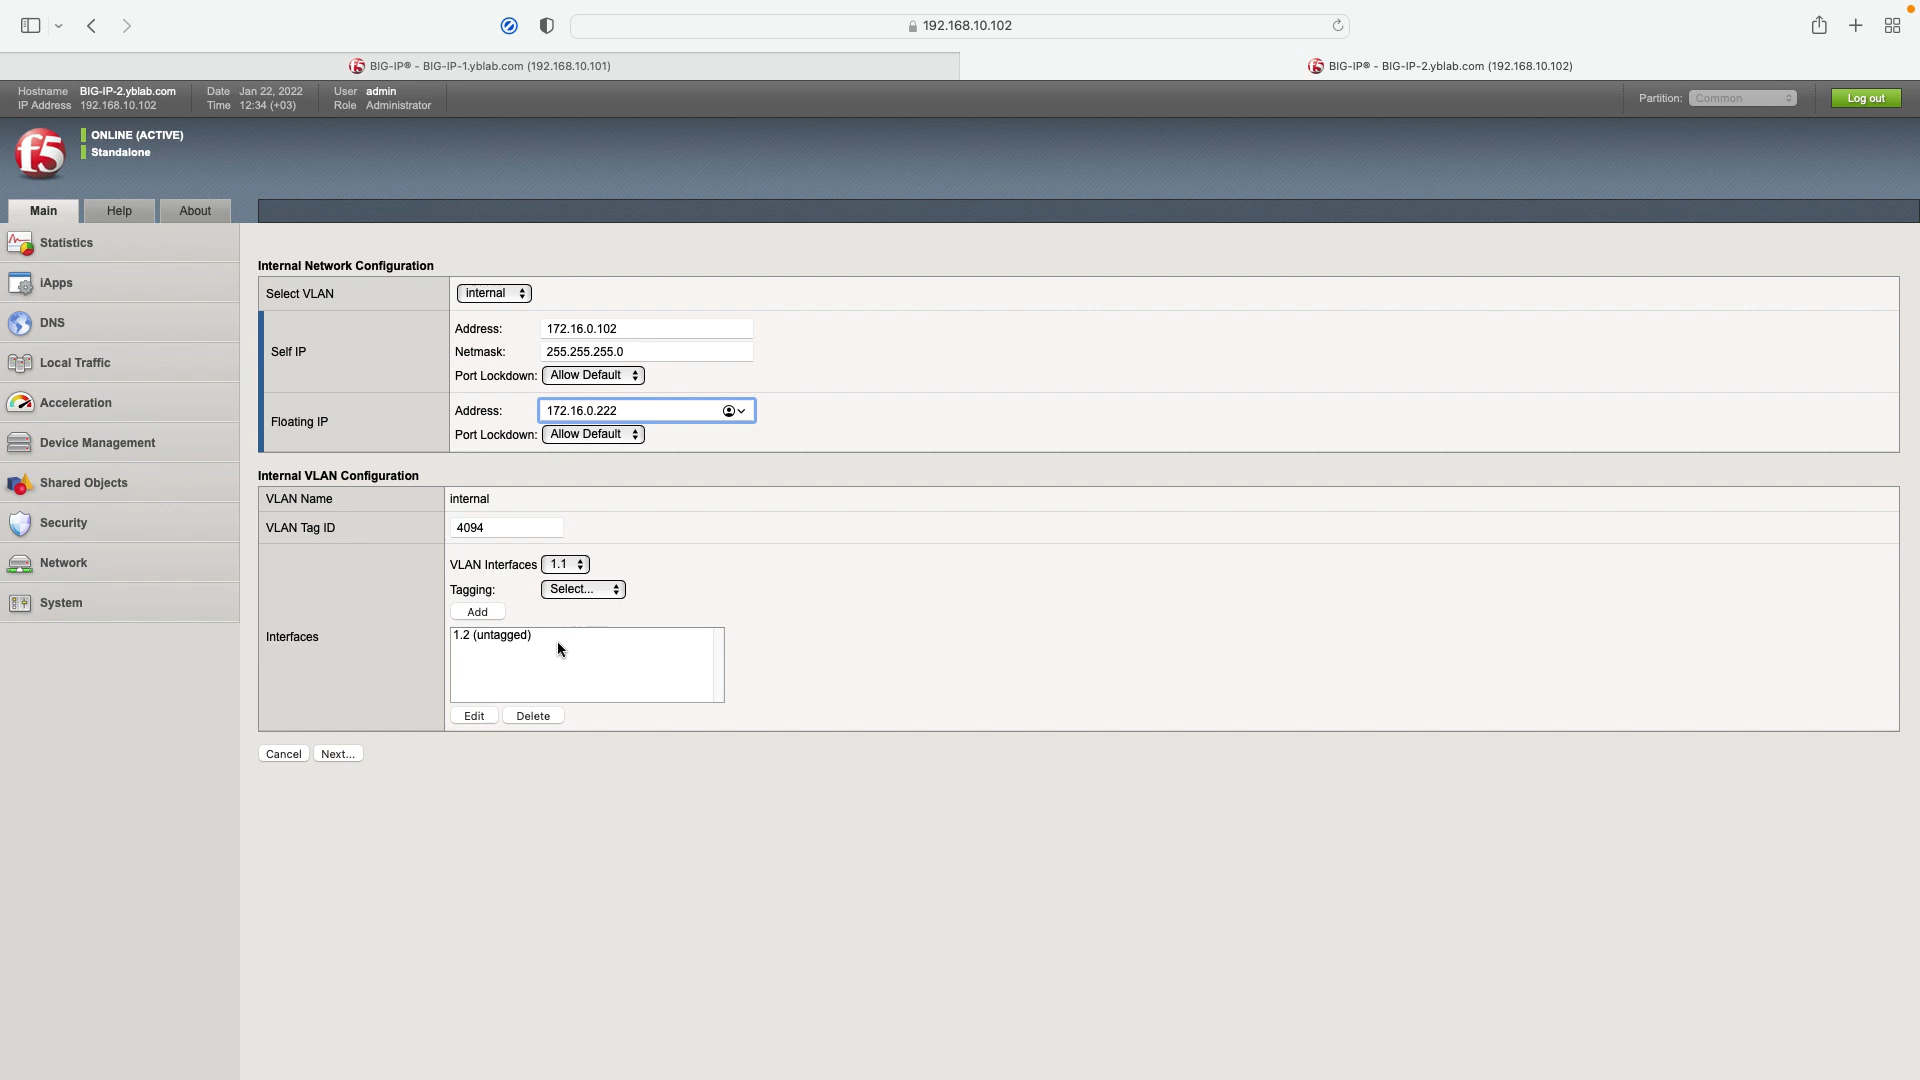 192.168.10.102
BIG-IP® - BIG-IP-1.yblab.com (192.168.10.101)
BIG-IP® - BIG-IP-2.yblab.com (192.168.10.102)
Hostname BIG-IP-2.yblab.com Date Jan 22, 2022 User admin
IP Address 192.168.10.102 Time 12:34 (+03) Role Administrator
Partition: Common Log out
f5
ONLINE (ACTIVE)
Standalone
Main Help About
Statistics
iApps
DNS
Local Traffic
Acceleration
Device Management
Shared Objects
Security
Network
System
Internal Network Configuration
Select VLAN internal
Self IP
Address: 172.16.0.102
Netmask: 255.255.255.0
Port Lockdown: Allow Default
Floating IP
Address: 172.16.0.222
Port Lockdown: Allow Default
Internal VLAN Configuration
VLAN Name internal
VLAN Tag ID 4094
Interfaces
VLAN Interfaces 1.1
Tagging: Select...
Add
1.2 (untagged)
Edit Delete
Cancel Next...